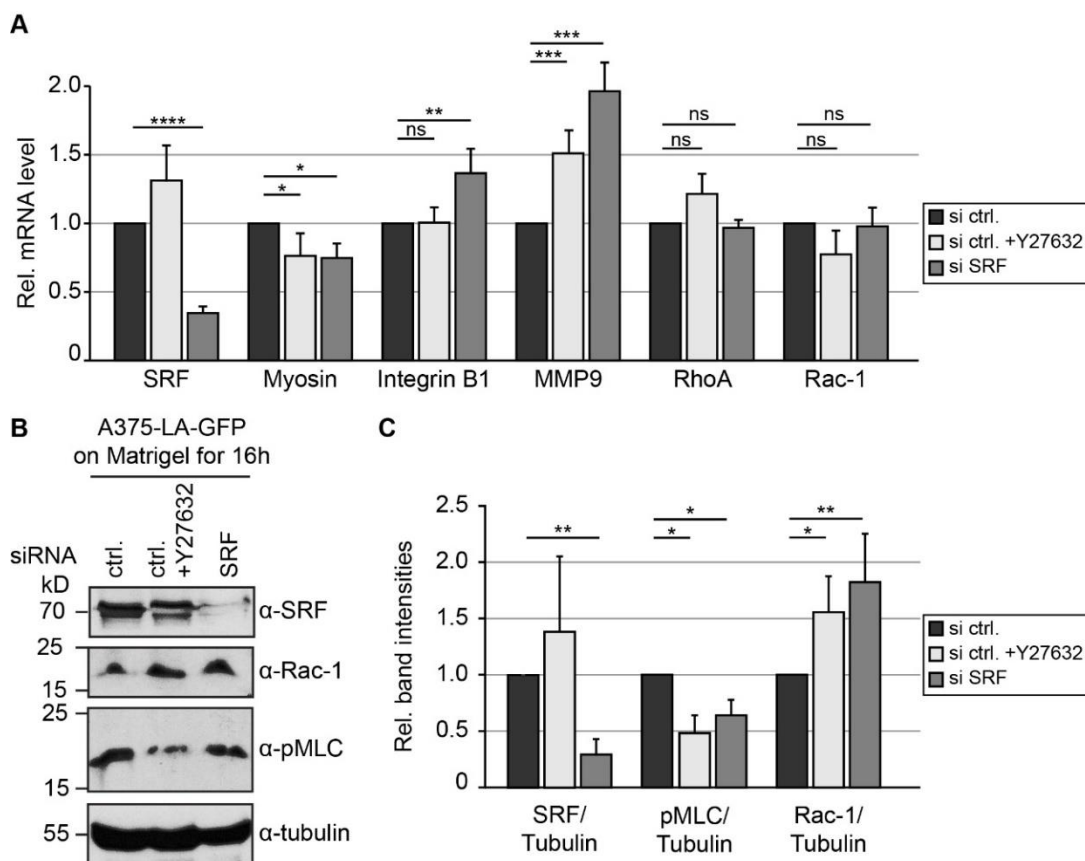 A
Rel. mRNA level
2.0
1.5
1.0
0.5
0
****
*
*
**
ns
***
***
ns
ns
ns
ns
SRF
Myosin
Integrin B1
MMP9
RhoA
Rac-1
si ctrl.
si ctrl. +Y27632
si SRF
B
A375-LA-GFP
on Matrigel for 16h
siRNA
ctrl.
ctrl.
+Y27632
SRF
kD
70
α-SRF
25
15
α-Rac-1
25
15
α-pMLC
55
α-tubulin
C
Rel. band intensities
2.5
2.0
1.5
1.0
0.5
0
**
*
*
**
*
SRF/
Tubulin
pMLC/
Tubulin
Rac-1/
Tubulin
si ctrl.
si ctrl. +Y27632
si SRF